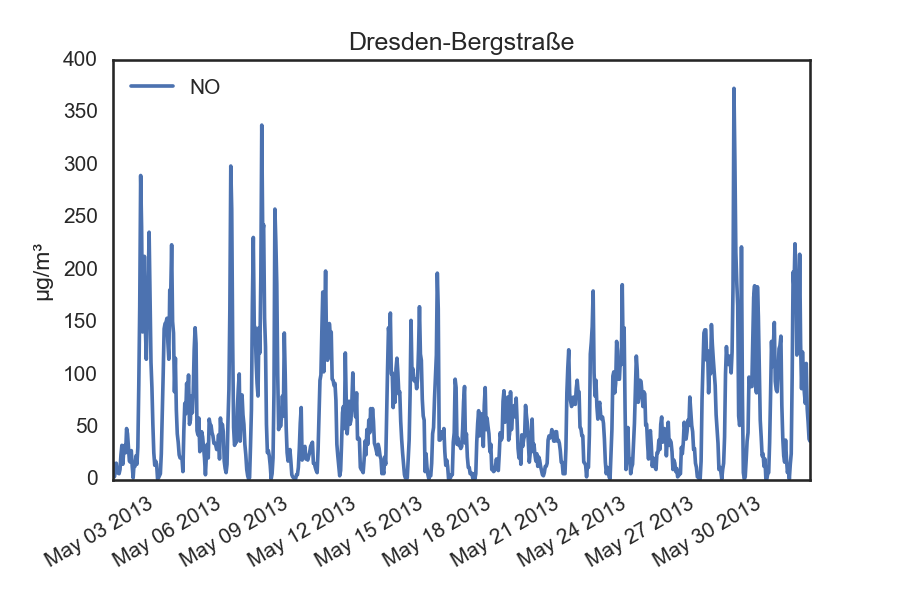 Dresden-Bergstraße
400
350
300
250
200
150
100
50
0
µg/m³
NO
May 03 2013
May 06 2013
May 09 2013
May 12 2013
May 15 2013
May 18 2013
May 21 2013
May 24 2013
May 27 2013
May 30 2013